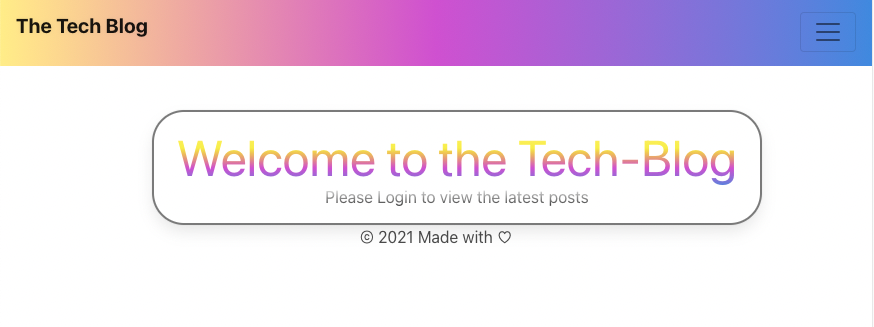 The Tech Blog
Welcome to the Tech-Blog
Please Login to view the latest posts
© 2021 Made with ♡